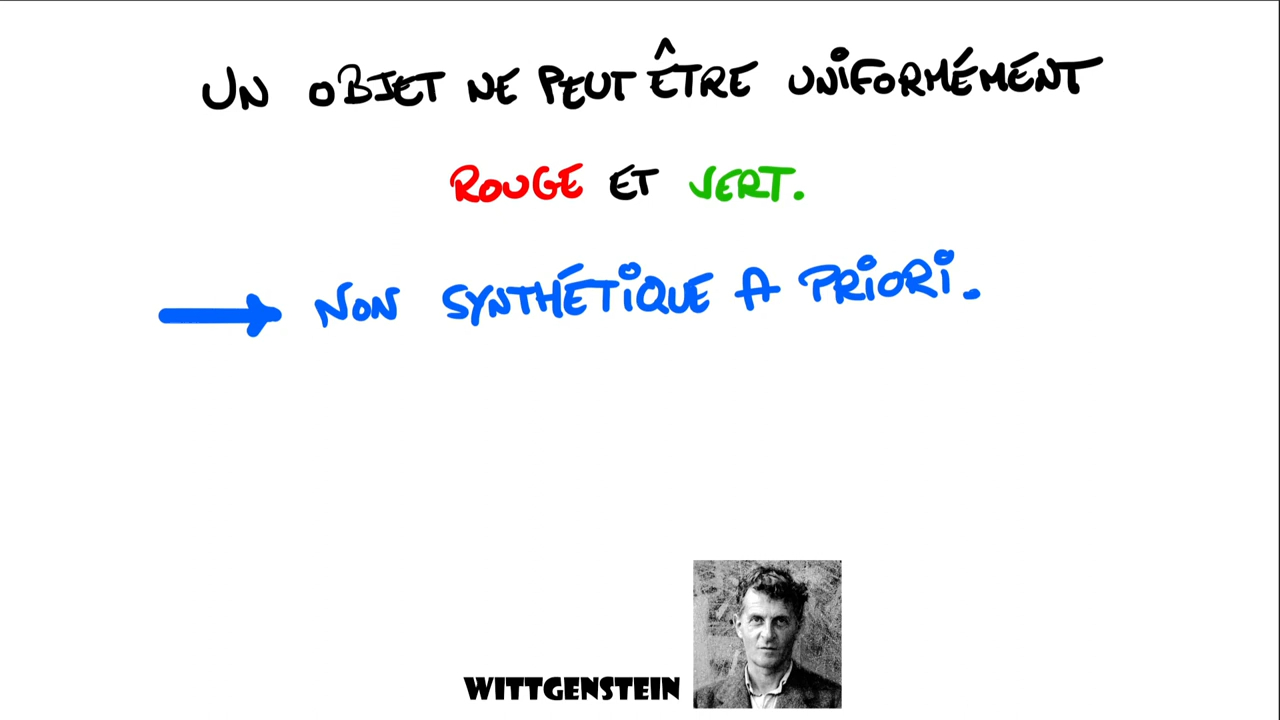 UN OBJET NE PEUT ÊTRE UNIFORMÉMENT
ROUGE ET VERT.
NON SYNTHÉTIQUE A PRIORI.
WITTGENSTEIN